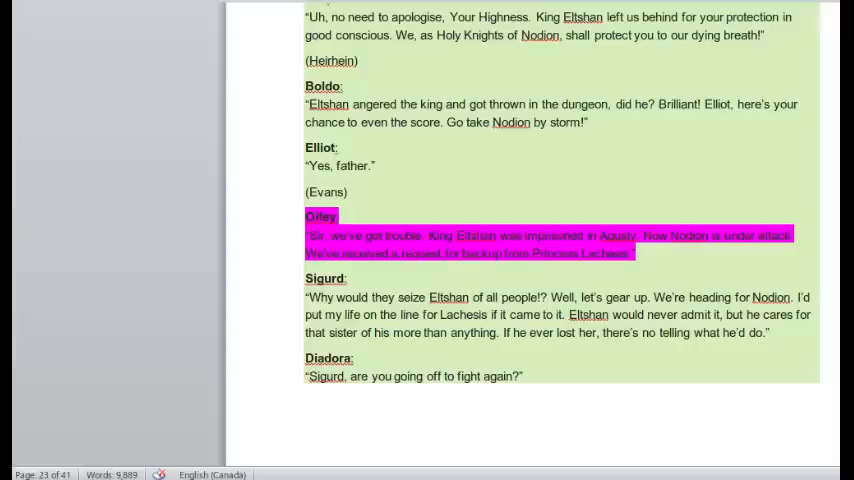 “Uh, no need to apologise, Your Highness. King Eltshan left us behind for your protection in
good conscious. We, as Holy Knights of Nodion, shall protect you to our dying breath!”
(Heirhein)
Boldo:
“Eltshan angered the king and got thrown in the dungeon, did he? Brilliant! Elliot, here’s your
chance to even the score. Go take Nodion by storm!”
Elliot:
“Yes, father.”
(Evans)
Oifey
“Sir, we’ve got trouble. King Eltshan was imprisoned in Agusty. Now Nodion is under attack.
We’ve received a request for backup from Princess Lachesis.”
Sigurd:
“Why would they seize Eltshan of all people!? Well, let’s gear up. We’re heading for Nodion. I’d
put my life on the line for Lachesis if it came to it. Eltshan would never admit it, but he cares for
that sister of his more than anything. If he ever lost her, there’s no telling what he’d do.”
Diadora:
“Sigurd, are you going off to fight again?”
Page: 23 of 41 Words: 9,889 English (Canada)